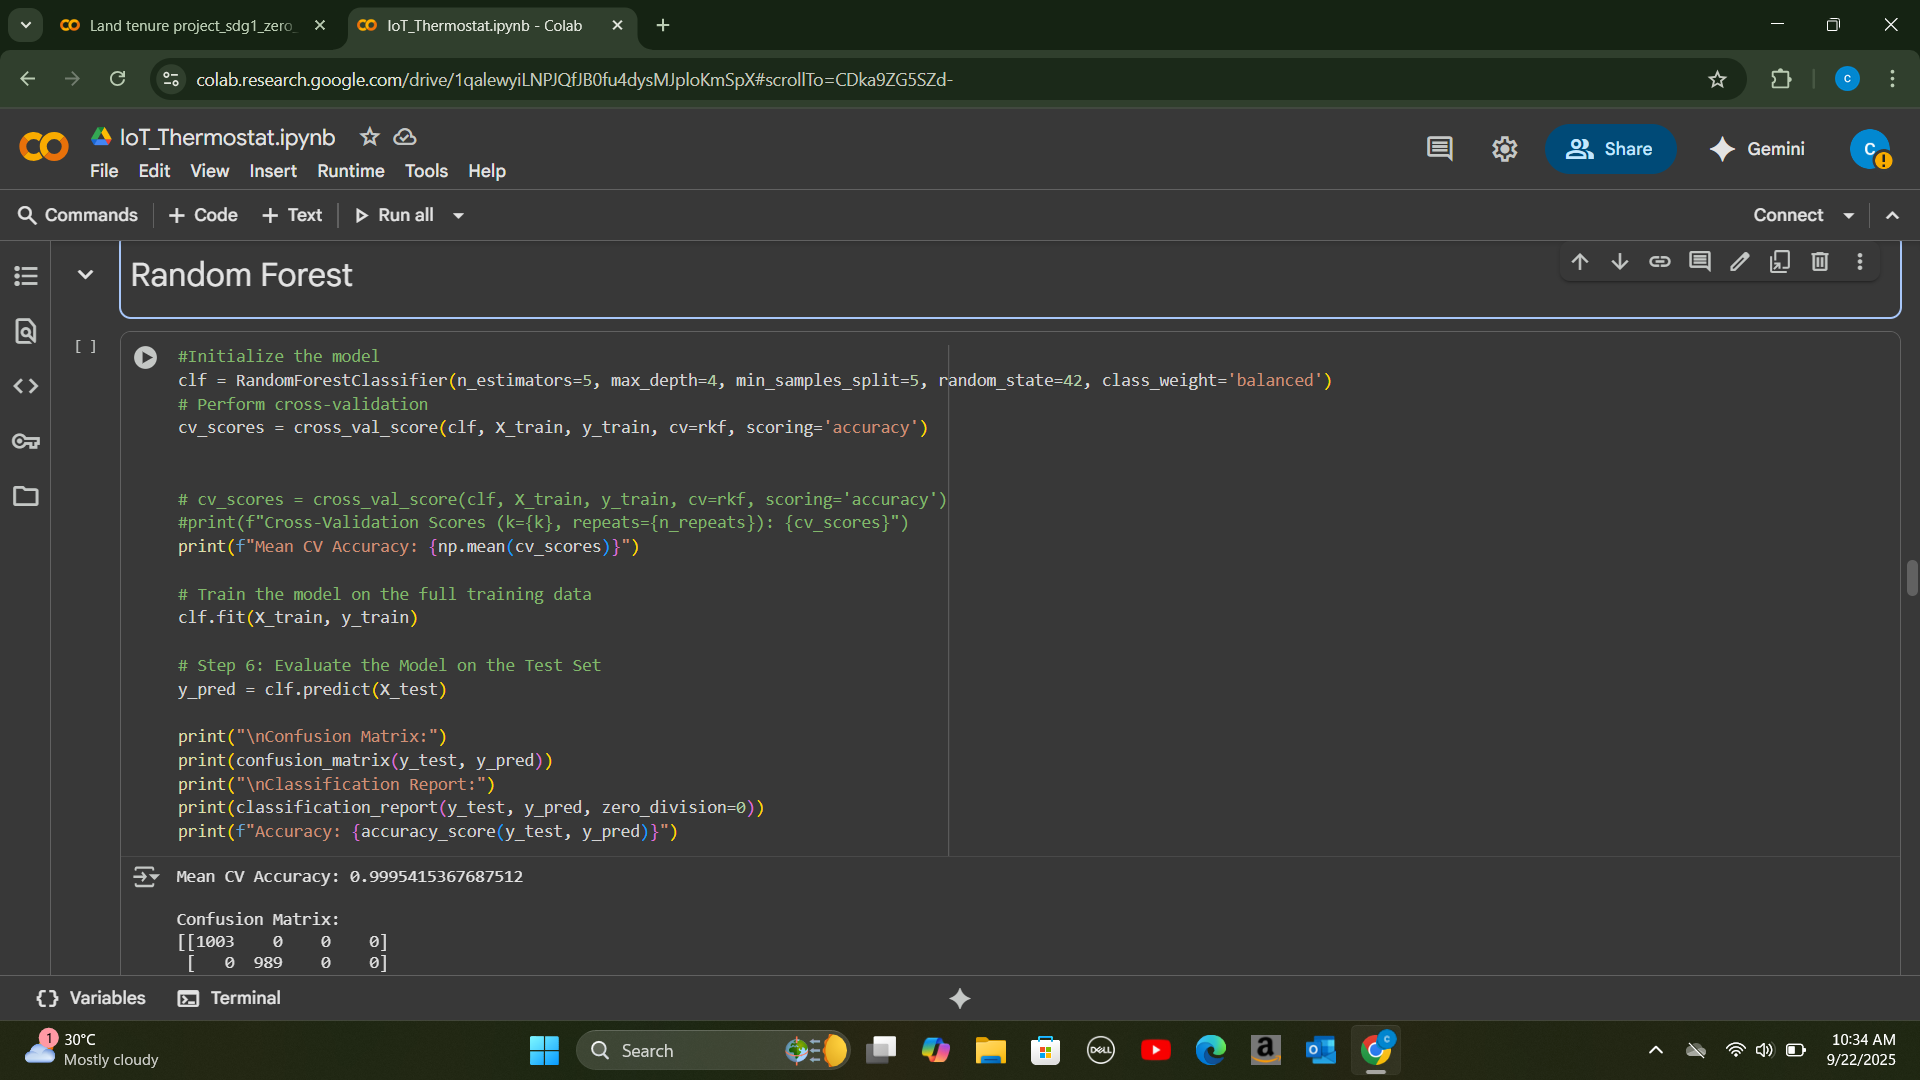 Land tenure project_sdg1_zero_
IoT_Thermostat.ipynb - Colab
colab.research.google.com/drive/1qalewyiLNPJQfJB0fu4dysMJploKmSpX#scrollTo=CDka9ZG5SZd-
C
IoT_Thermostat.ipynb
File Edit View Insert Runtime Tools Help
Share
Gemini
C
Commands + Code + Text Run all
Connect
Random Forest
[ ]
#Initialize the model
clf = RandomForestClassifier(n_estimators=5, max_depth=4, min_samples_split=5, random_state=42, class_weight='balanced')
# Perform cross-validation
cv_scores = cross_val_score(clf, X_train, y_train, cv=rkf, scoring='accuracy')
# cv_scores = cross_val_score(clf, X_train, y_train, cv=rkf, scoring='accuracy')
#print(f"Cross-Validation Scores (k={k}, repeats={n_repeats}): {cv_scores}")
print(f"Mean CV Accuracy: {np.mean(cv_scores)}")
# Train the model on the full training data
clf.fit(X_train, y_train)
# Step 6: Evaluate the Model on the Test Set
y_pred = clf.predict(X_test)
print("\nConfusion Matrix:")
print(confusion_matrix(y_test, y_pred))
print("\nClassification Report:")
print(classification_report(y_test, y_pred, zero_division=0))
print(f"Accuracy: {accuracy_score(y_test, y_pred)}")
Mean CV Accuracy: 0.9995415367687512
Confusion Matrix:
[[1003 0 0 0]
[ 0 989 0 0]
Variables
Terminal
1
30°C
Mostly cloudy
Search
DELL
a
10:34 AM
9/22/2025